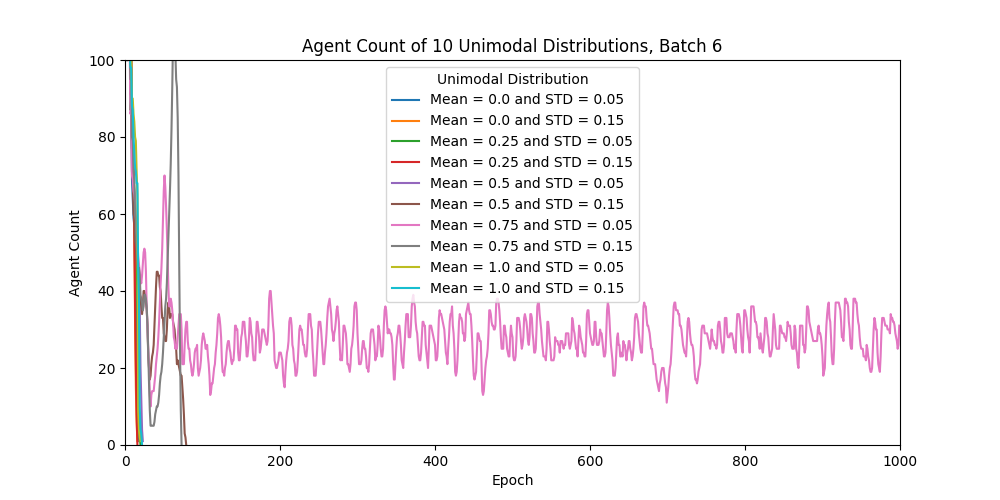 Agent Count of 10 Unimodal Distributions, Batch 6
Unimodal Distribution
Mean = 0.0 and STD = 0.05
Mean = 0.0 and STD = 0.15
Mean = 0.25 and STD = 0.05
Mean = 0.25 and STD = 0.15
Mean = 0.5 and STD = 0.05
Mean = 0.5 and STD = 0.15
Mean = 0.75 and STD = 0.05
Mean = 0.75 and STD = 0.15
Mean = 1.0 and STD = 0.05
Mean = 1.0 and STD = 0.15
Agent Count
100
80
60
40
20
0
0 200 400 600 800 1000
Epoch